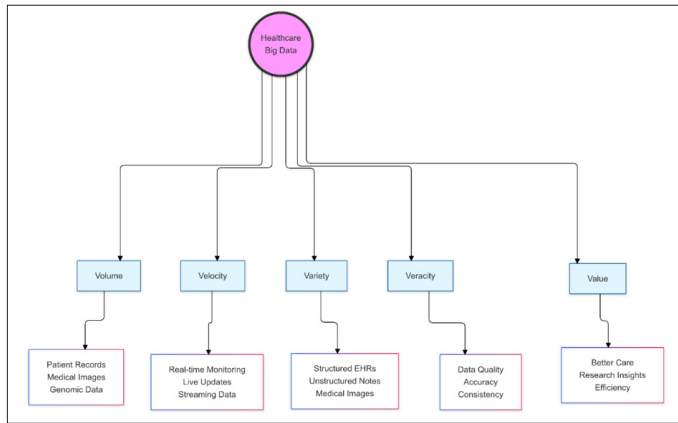 Healthcare
Big Data
Volume
Velocity
Variety
Veracity
Value
Patient Records
Medical Images
Genomic Data
Real-time Monitoring
Live Updates
Streaming Data
Structured EHRs
Unstructured Notes
Medical Images
Data Quality
Accuracy
Consistency
Better Care
Research Insights
Efficiency